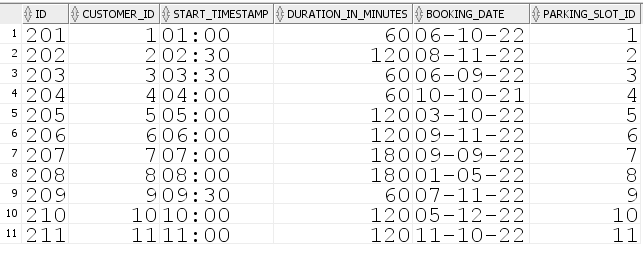 ID CUSTOMER_ID START_TIMESTAMP DURATION_IN_MINUTES BOOKING_DATE PARKING_SLOT_ID
1 201 1 01:00 60 06-10-22 1
2 202 2 02:30 120 08-11-22 2
3 203 3 03:30 60 06-09-22 3
4 204 4 04:00 60 10-10-21 4
5 205 5 05:00 120 03-10-22 5
6 206 6 06:00 120 09-11-22 6
7 207 7 07:00 180 09-09-22 7
8 208 8 08:00 180 01-05-22 8
9 209 9 09:30 60 07-11-22 9
10 210 10 10:00 120 05-12-22 10
11 211 11 11:00 120 11-10-22 11